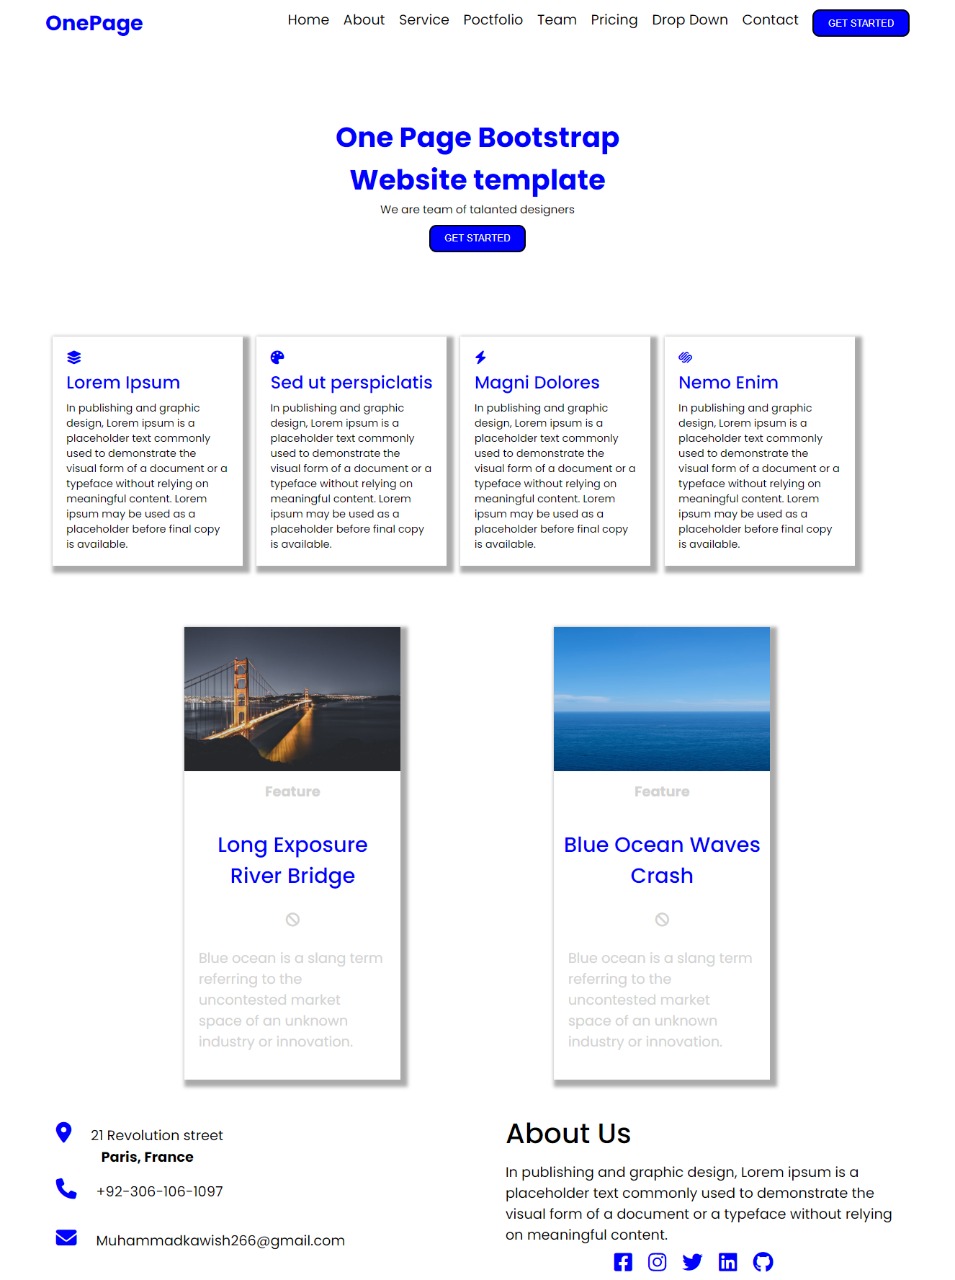 OnePage
Home About Service Poctfolio Team Pricing Drop Down Contact GET STARTED
One Page Bootstrap
Website template
We are team of talanted designers
GET STARTED
Lorem Ipsum
In publishing and graphic
design, Lorem ipsum is a
placeholder text commonly
used to demonstrate the
visual form of a document or a
typeface without relying on
meaningful content. Lorem
ipsum may be used as a
placeholder before final copy
is available.
Sed ut perspiclatis
In publishing and graphic
design, Lorem ipsum is a
placeholder text commonly
used to demonstrate the
visual form of a document or a
typeface without relying on
meaningful content. Lorem
ipsum may be used as a
placeholder before final copy
is available.
Magni Dolores
In publishing and graphic
design, Lorem ipsum is a
placeholder text commonly
used to demonstrate the
visual form of a document or a
typeface without relying on
meaningful content. Lorem
ipsum may be used as a
placeholder before final copy
is available.
Nemo Enim
In publishing and graphic
design, Lorem ipsum is a
placeholder text commonly
used to demonstrate the
visual form of a document or a
typeface without relying on
meaningful content. Lorem
ipsum may be used as a
placeholder before final copy
is available.
Feature
Long Exposure
River Bridge
Blue ocean is a slang term
referring to the
uncontested market
space of an unknown
industry or innovation.
Feature
Blue Ocean Waves
Crash
Blue ocean is a slang term
referring to the
uncontested market
space of an unknown
industry or innovation.
21 Revolution street
Paris, France
+92-306-106-1097
Muhammadkawish266@gmail.com
About Us
In publishing and graphic design, Lorem ipsum is a
placeholder text commonly used to demonstrate the
visual form of a document or a typeface without relying
on meaningful content.